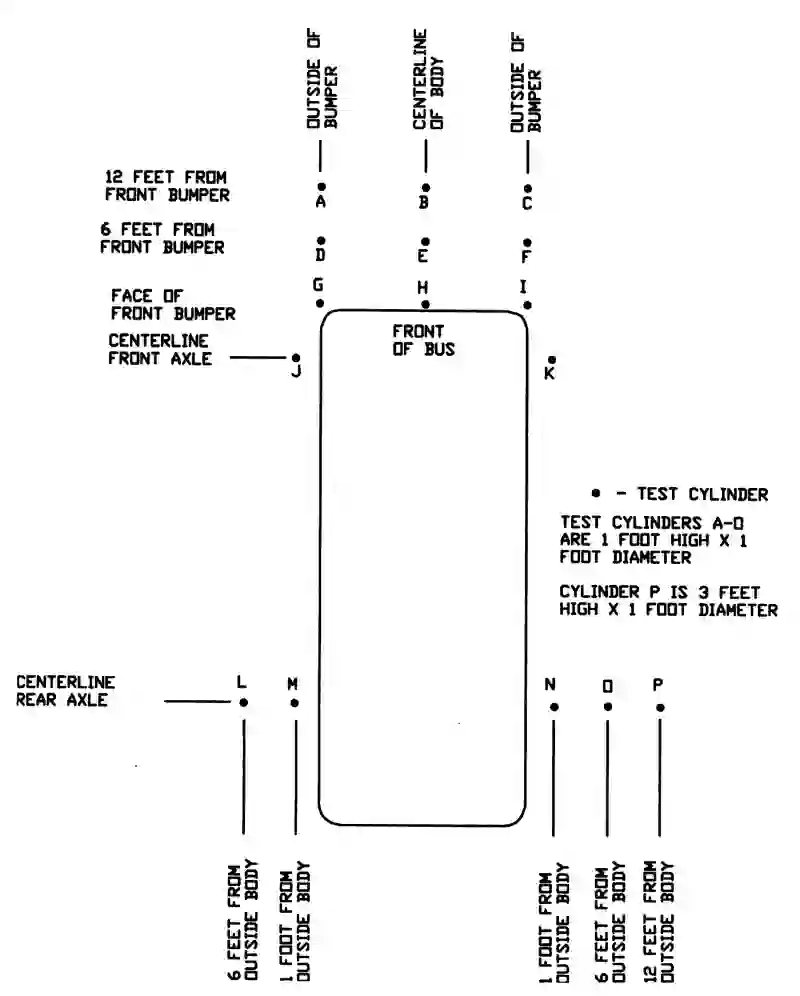 OUTSIDE OF
BUMPER
CENTERLINE
OF BODY
OUTSIDE OF
BUMPER
12 FEET FROM
FRONT BUMPER
A
B
C
6 FEET FROM
FRONT BUMPER
D
E
F
G
H
I
FACE OF
FRONT BUMPER
FRONT
OF BUS
CENTERLINE
FRONT AXLE
J
K
• - TEST CYLINDER
TEST CYLINDERS A-O
ARE 1 FOOT HIGH X 1
FOOT DIAMETER
CYLINDER P IS 3 FEET
HIGH X 1 FOOT DIAMETER
CENTERLINE
REAR AXLE
L
M
N
O
P
6 FEET FROM
OUTSIDE BODY
1 FOOT FROM
OUTSIDE BODY
1 FOOT FROM
OUTSIDE BODY
6 FEET FROM
OUTSIDE BODY
12 FEET FROM
OUTSIDE BODY